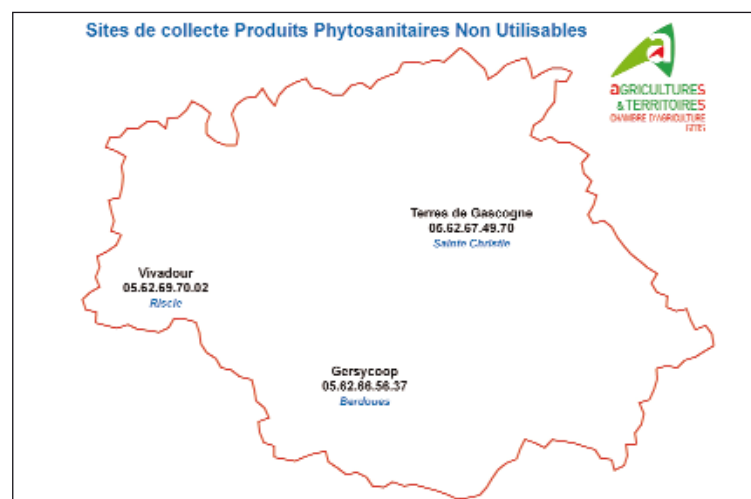 Sites de collecte Produits Phytosanitaires Non Utilisables
aGRICULTURES
& TERRITOIRES
CHAMBRE D'AGRICULTURE
GERS
Terres de Gascogne
05.62.67.49.70
Sainte Christie
Vivadour
05.62.69.70.02
Riscle
Gersycoop
05.62.66.56.37
Berdoues